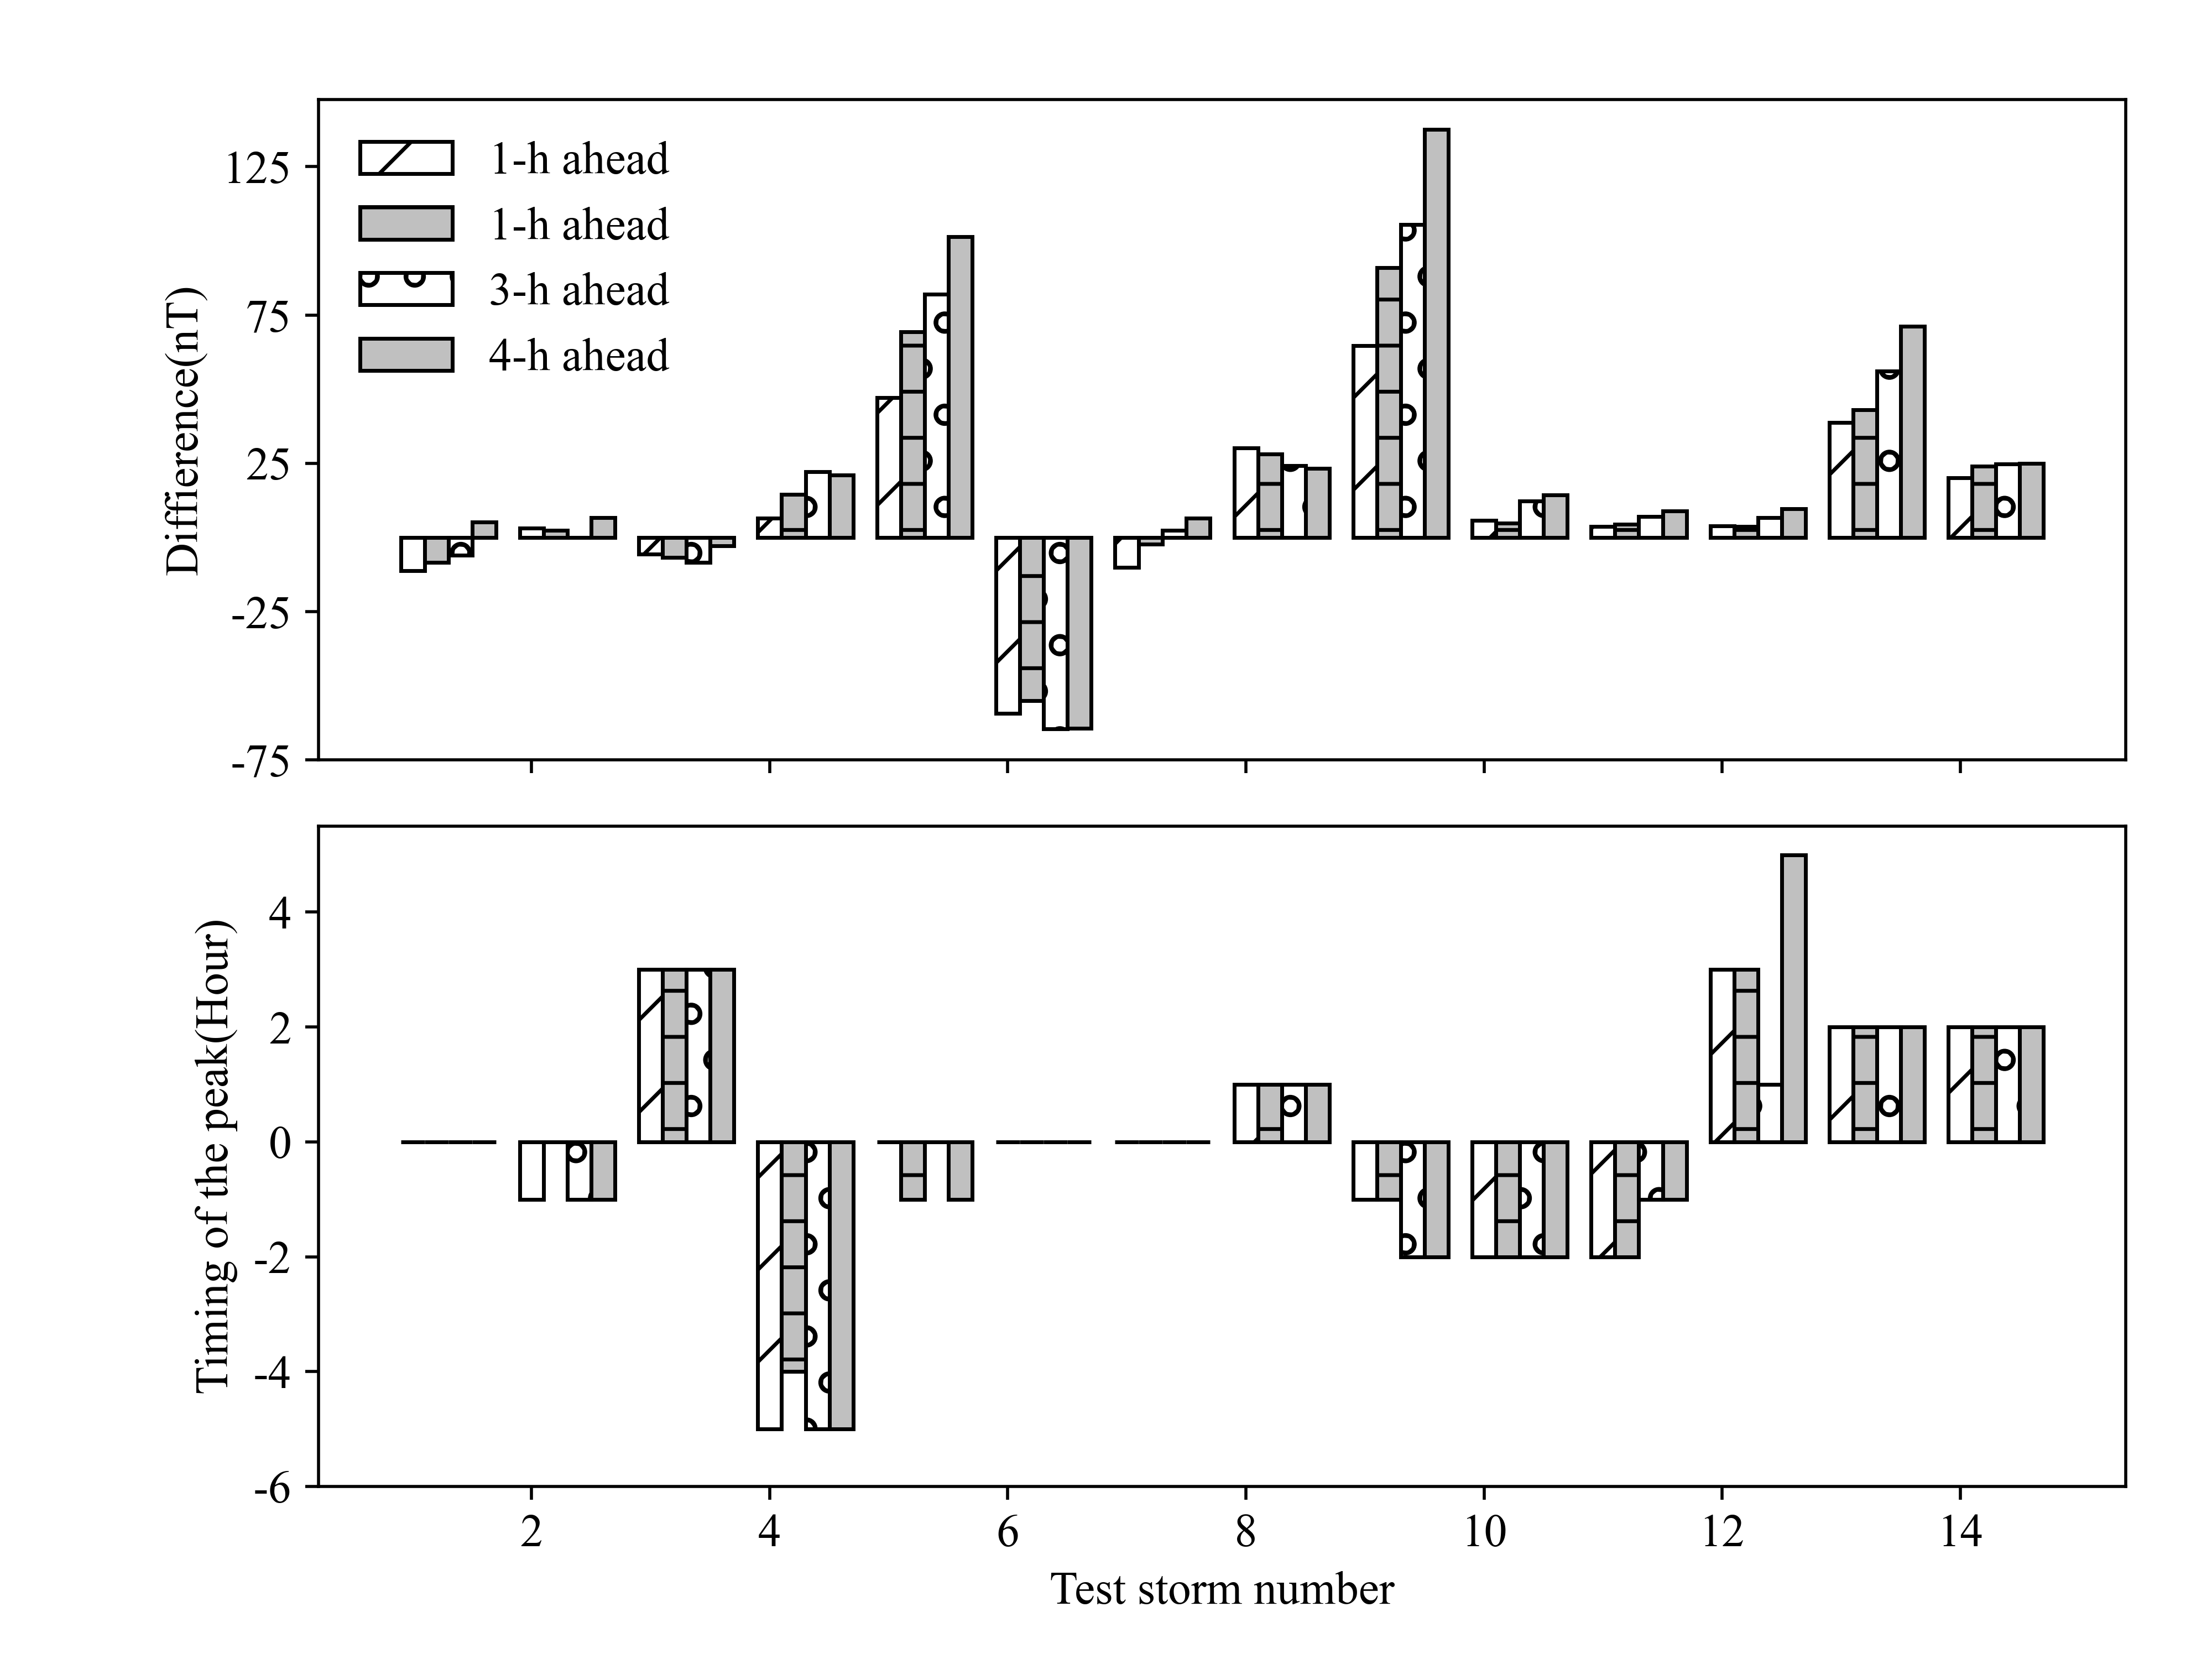 1-h ahead
1-h ahead
3-h ahead
4-h ahead
Diffierence(nT)
125
75
25
-25
-75
Timing of the peak(Hour)
4
2
0
-2
-4
-6
2 4 6 8 10 12 14
Test storm number